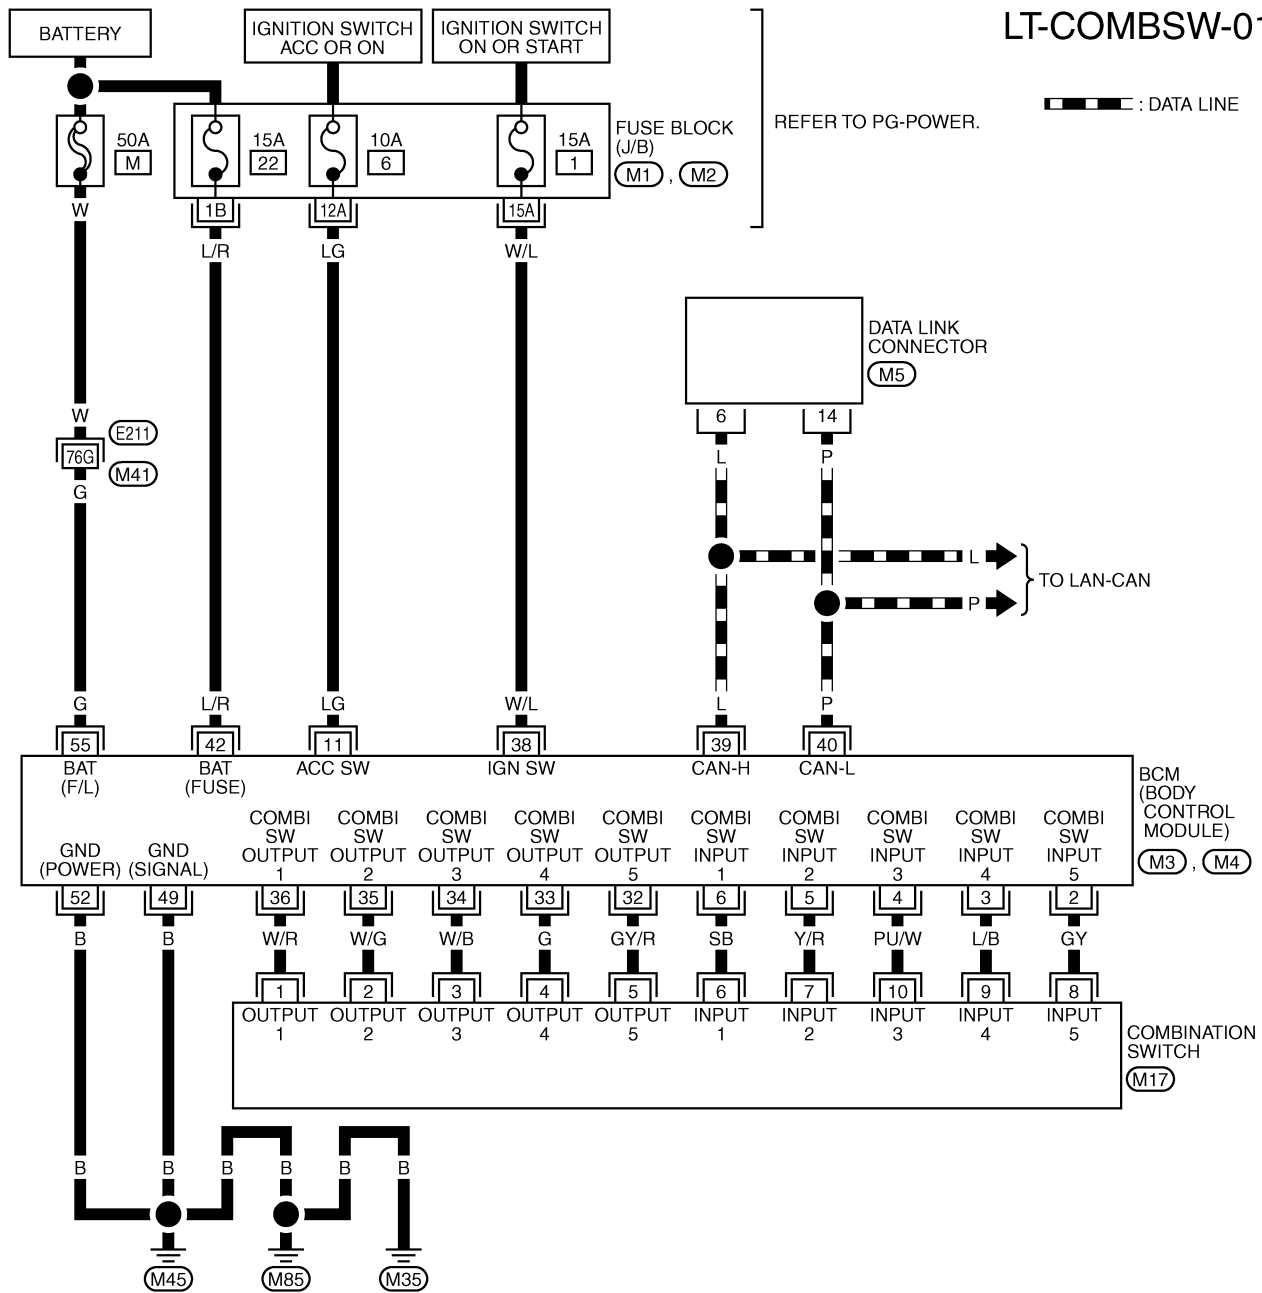 LT-COMBSW-01
BATTERY
IGNITION SWITCH
ACC OR ON
IGNITION SWITCH
ON OR START
: DATA LINE
REFER TO PG-POWER.
50A
M
15A
22
10A
6
15A
1
FUSE BLOCK
(J/B)
M1 , M2
1B 12A 15A
W L/R LG W/L
DATA LINK
CONNECTOR
M5
6 14
L P
W
E211
76G
M41
G
L
TO LAN-CAN
P
G L/R LG W/L L P
55 42 11 38 39 40
BAT
(F/L)
BAT
(FUSE)
ACC SW
IGN SW
CAN-H
CAN-L
BCM
(BODY
CONTROL
MODULE)
M3 , M4
GND
(POWER)
GND
(SIGNAL)
COMBI
SW
OUTPUT
1
COMBI
SW
OUTPUT
2
COMBI
SW
OUTPUT
3
COMBI
SW
OUTPUT
4
COMBI
SW
OUTPUT
5
COMBI
SW
INPUT
1
COMBI
SW
INPUT
2
COMBI
SW
INPUT
3
COMBI
SW
INPUT
4
COMBI
SW
INPUT
5
52 49 36 35 34 33 32 6 5 4 3 2
B B W/R W/G W/B G GY/R SB Y/R PU/W L/B GY
1 2 3 4 5 6 7 10 9 8
OUTPUT
1
OUTPUT
2
OUTPUT
3
OUTPUT
4
OUTPUT
5
INPUT
1
INPUT
2
INPUT
3
INPUT
4
INPUT
5
COMBINATION
SWITCH
M17
B B B B B B
M45 M85 M35